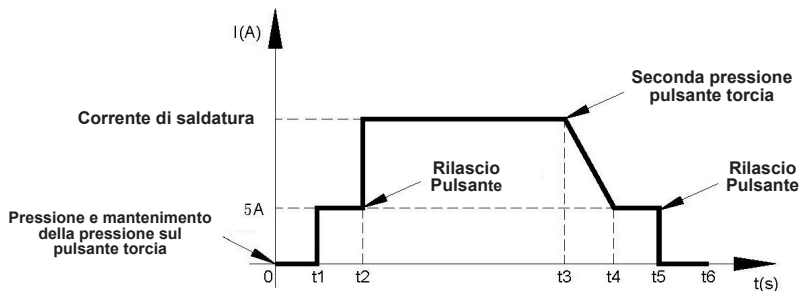 I(A)
Seconda pressione
pulsante torcia
Corrente di saldatura
Rilascio
Pulsante
Rilascio
Pulsante
5A
Pressione e mantenimento
della pressione sul
pulsante torcia
0 t1 t2 t3 t4 t5 t6
t(s)